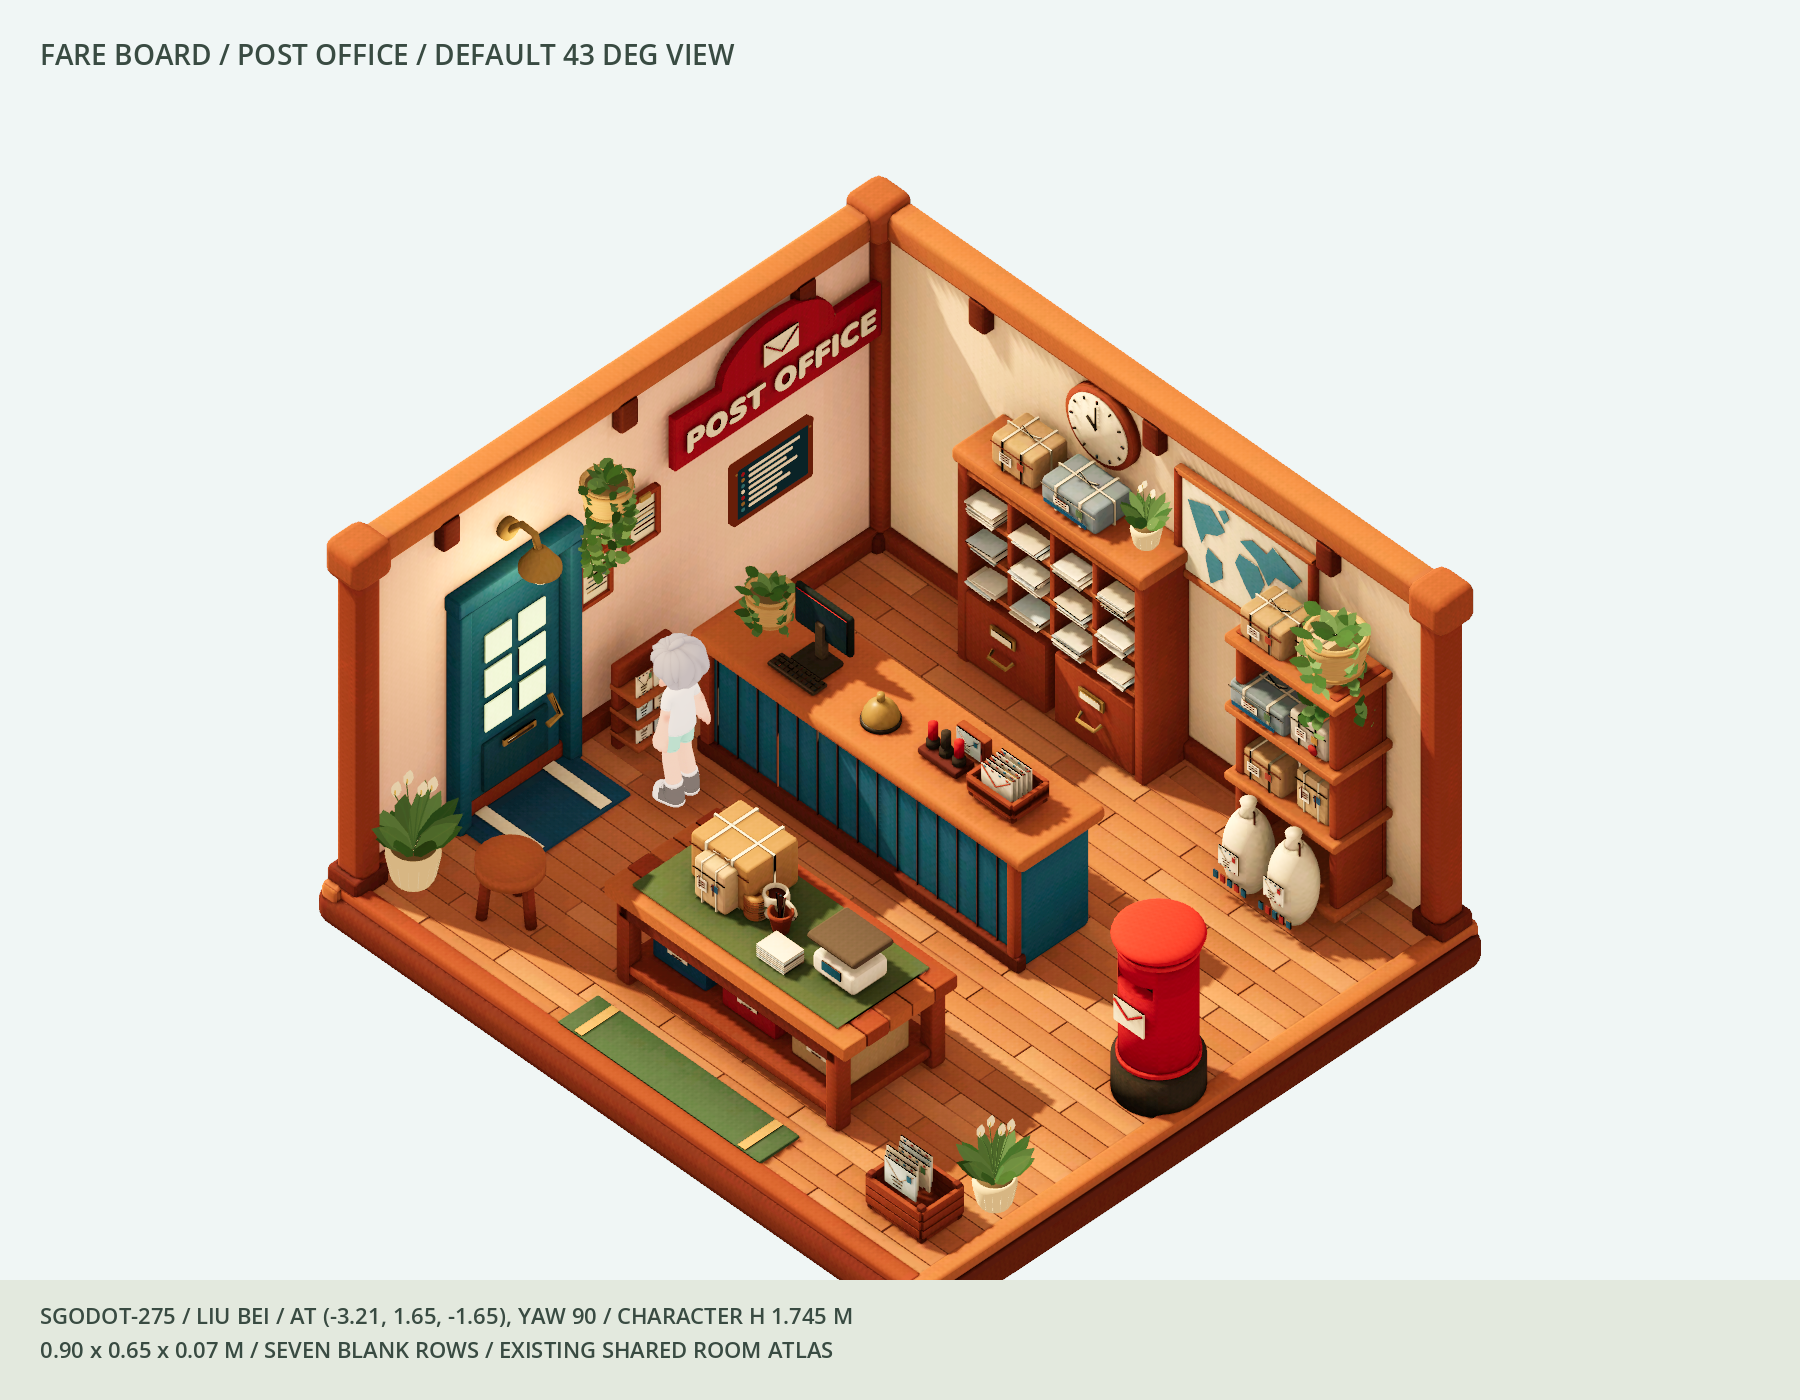 FARE BOARD / POST OFFICE / DEFAULT 43 DEG VIEW
POST OFFICE
SGODOT-275 / LIU BEI / AT (-3.21, 1.65, -1.65), YAW 90 / CHARACTER H 1.745 M
0.90 x 0.65 x 0.07 M / SEVEN BLANK ROWS / EXISTING SHARED ROOM ATLAS